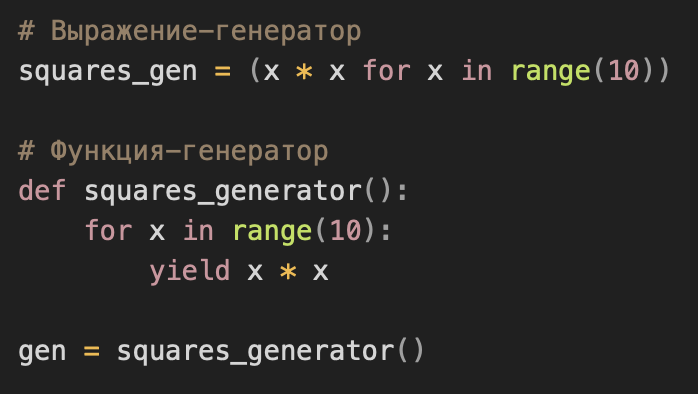 # Выражение-генератор
squares_gen = (x * x for x in range(10))
# Функция-генератор
def squares_generator():
    for x in range(10):
        yield x * x
gen = squares_generator()